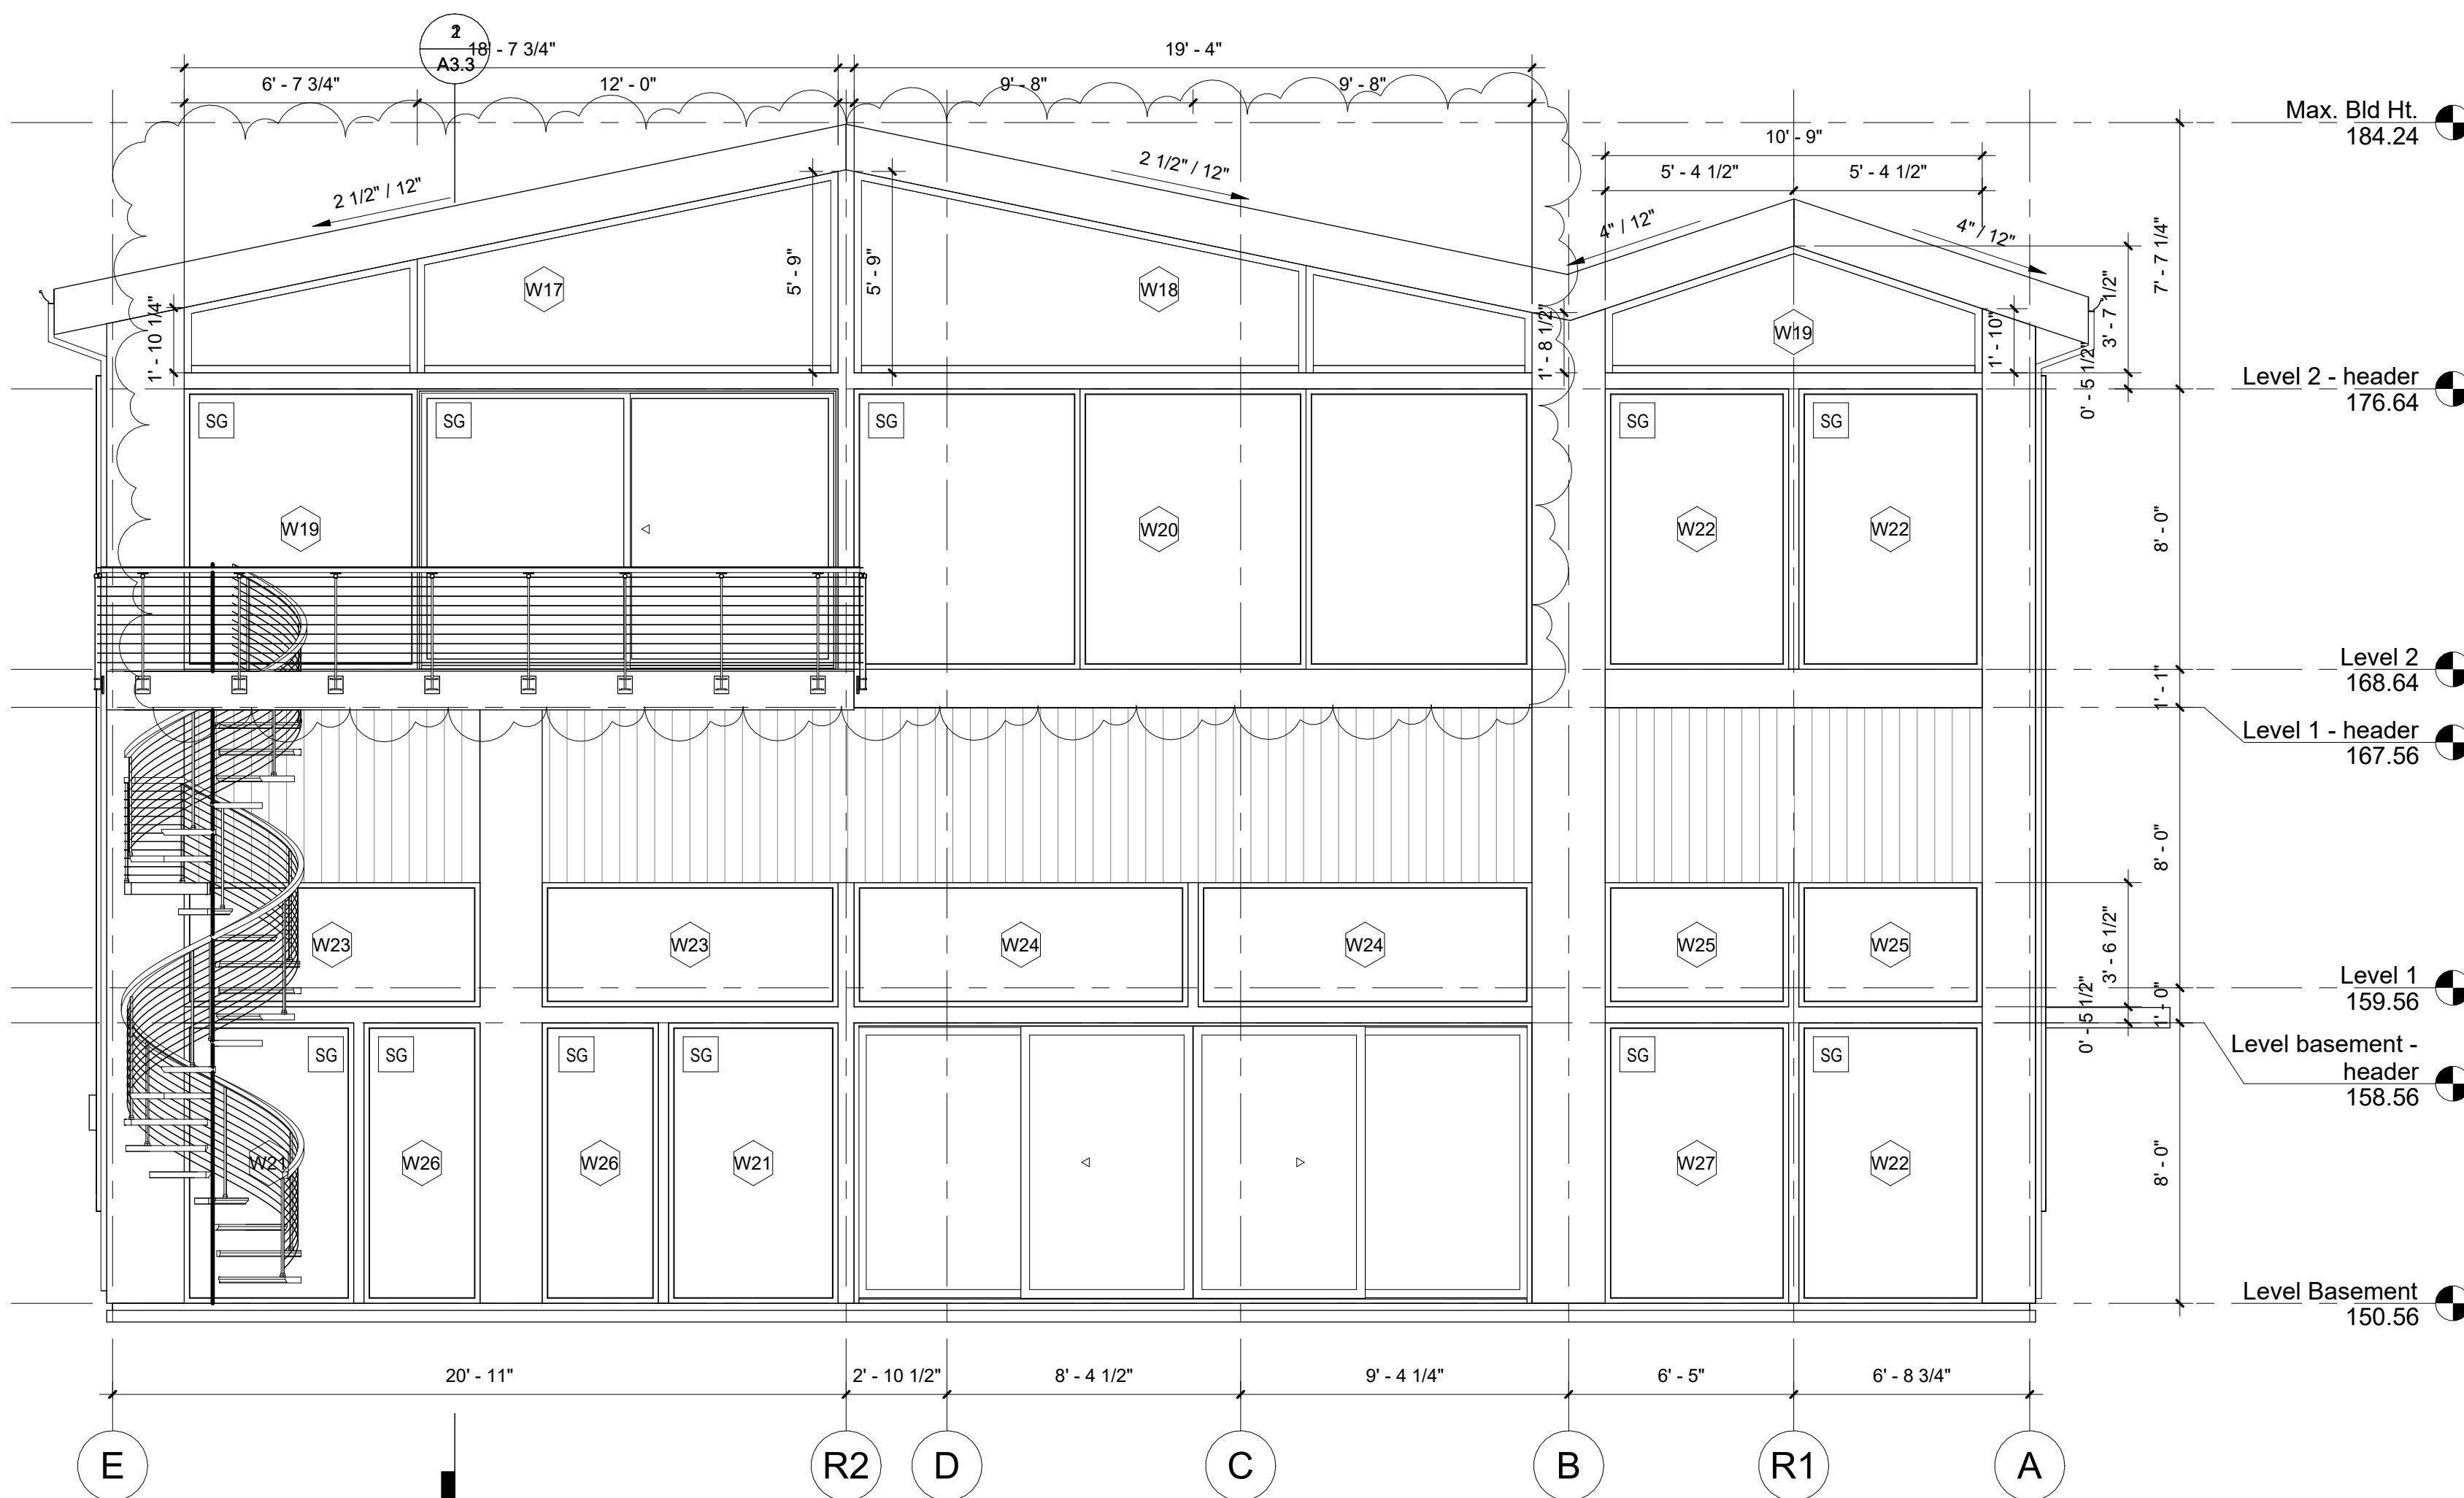 2
A3.3
18' - 7 3/4"
19' - 4"
6' - 7 3/4"
12' - 0"
9' - 8"
9' - 8"
Max. Bld Ht.
184.24
10' - 9"
5' - 4 1/2"
5' - 4 1/2"
2 1/2" / 12"
2 1/2" / 12"
4" / 12"
4" / 12"
7' - 7 1/4"
5' - 9"
5' - 9"
W17
W18
W19
1' - 10 1/4"
1' - 8 1/2"
1' - 10"
3' - 7 1/2"
0' - 5 1/2"
Level 2 - header
176.64
SG
SG
SG
SG
SG
W19
W20
W22
W22
8' - 0"
Level 2
168.64
1' - 1"
Level 1 - header
167.56
8' - 0"
W23
W23
W24
W24
W25
W25
3' - 6 1/2"
Level 1
159.56
0' - 5 1/2"
1' - 0"
Level basement -
header
158.56
SG
SG
SG
SG
SG
SG
W21
W26
W26
W21
W27
W22
8' - 0"
Level Basement
150.56
20' - 11"
2' - 10 1/2"
8' - 4 1/2"
9' - 4 1/4"
6' - 5"
6' - 8 3/4"
E
R2
D
C
B
R1
A